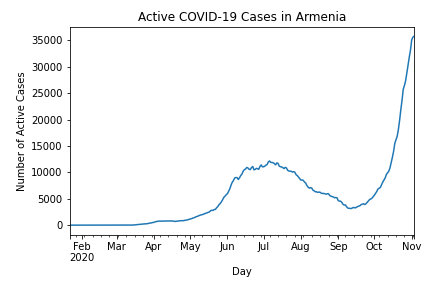 Active COVID-19 Cases in Armenia
Number of Active Cases
35000
30000
25000
20000
15000
10000
5000
0
Feb Mar Apr May Jun Jul Aug Sep Oct Nov
2020
Day